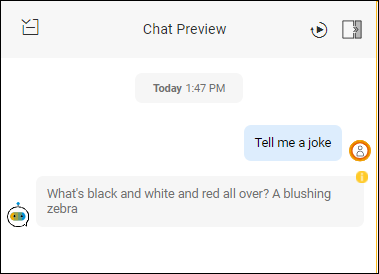 Chat Preview
Today 1:47 PM
Tell me a joke
What's black and white and red all over? A blushing
zebra